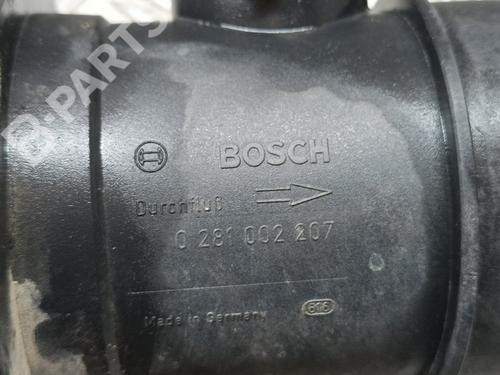 B-PARTS
BOSCH
Durchfluß
0 281 002 207
Made in Germany